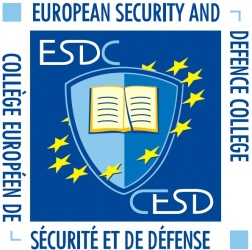 EUROPEAN SECURITY AND
DEFENCE COLLEGE
ESDC
CESD
COLLÈGE EUROPÉEN DE
SÉCURITÉ ET DE DÉFENSE